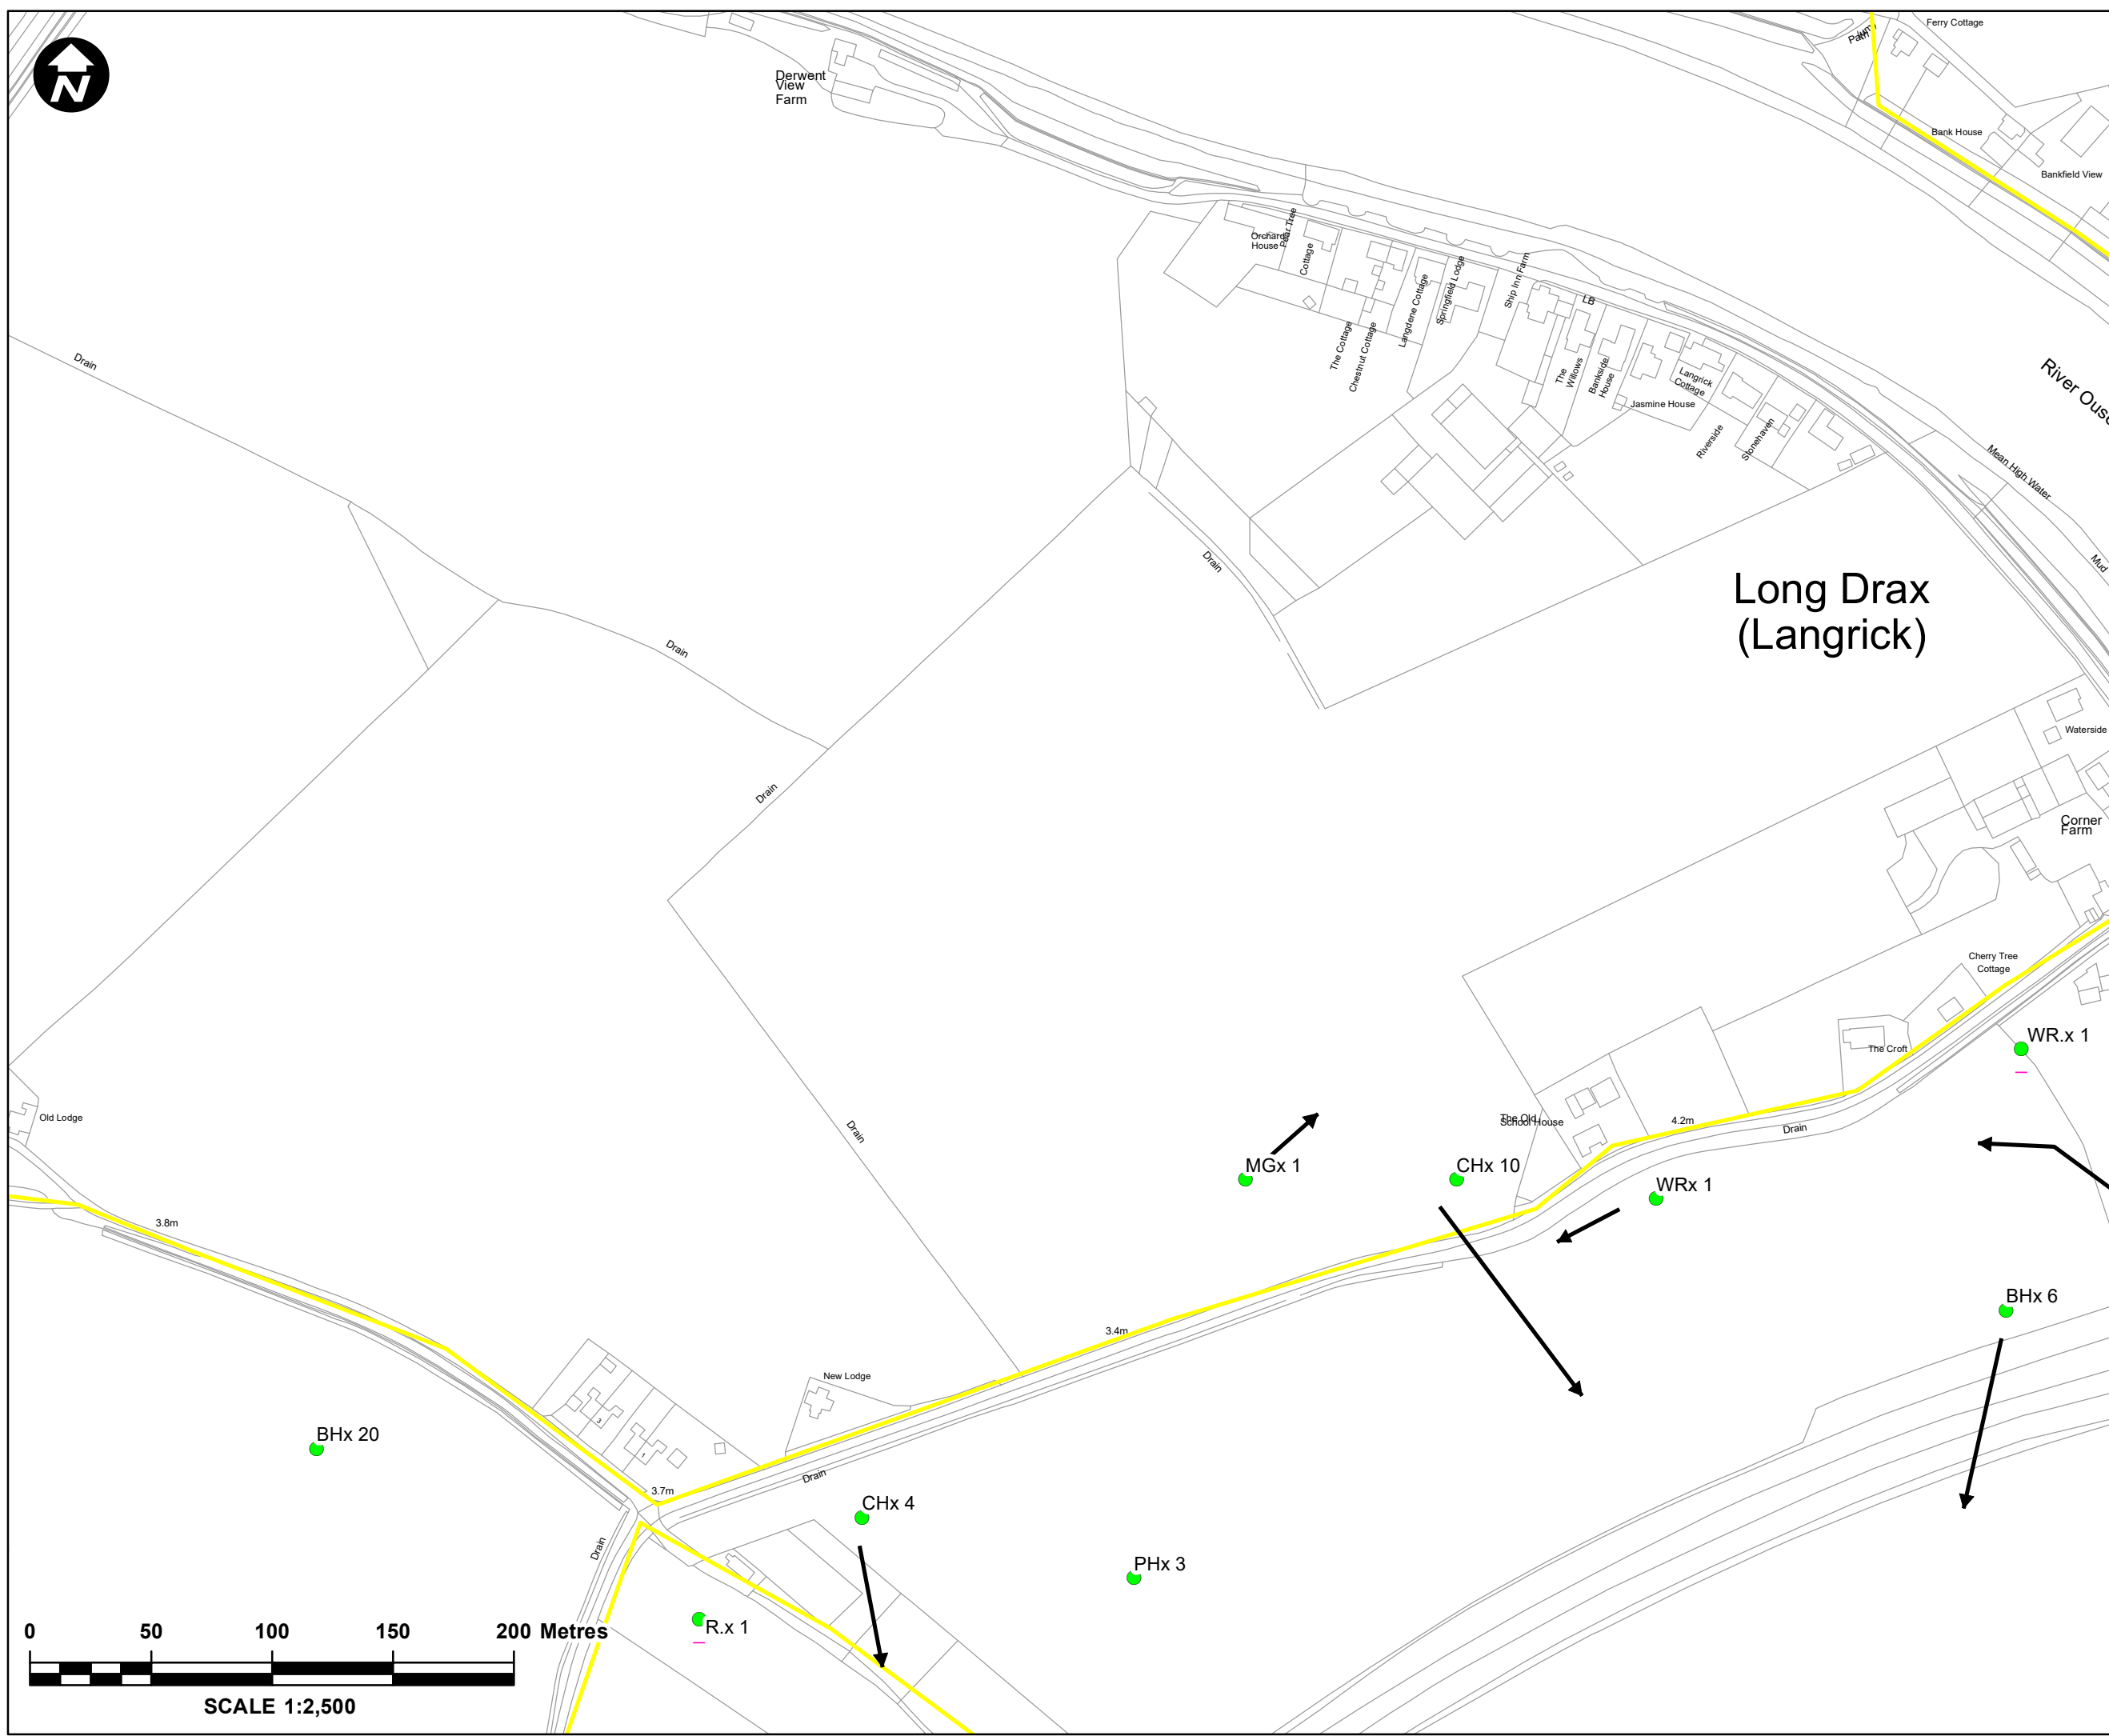 N
Derwent
View
Farm
Ferry Cottage
Path
Bank House
Bankfield View
Orchard
House
Pear Tree
Cottage
The Cottage
Chestnut Cottage
Langdene Cottage
Springfield Lodge
Ship Inn Farm
LB
The
Willows
Bankside
House
Jasmine House
Langrick
Cottage
Riverside
Stonehaven
River Ouse
Mean High Water
Mud
Drain
Drain
Drain
Drain
Drain
Long Drax
(Langrick)
Waterside
Corner
Farm
Cherry Tree
Cottage
The Croft
WR.x 1
Old Lodge
The Old
School House
4.2m
Drain
MGx 1
CHx 10
WRx 1
3.8m
3.4m
BHx 6
New Lodge
3
1
BHx 20
3.7m
Drain
CHx 4
Drain
PHx 3
R.x 1
0 50 100 150 200 Metres
SCALE 1:2,500